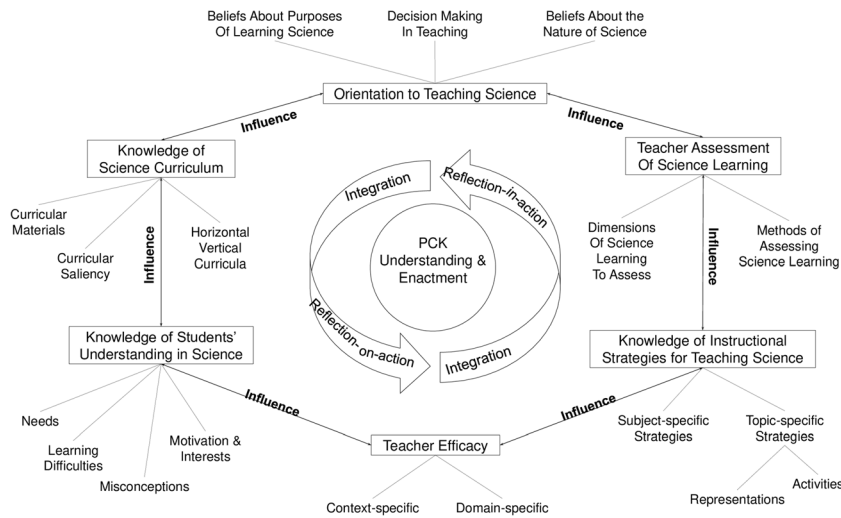 Beliefs About Purposes
Of Learning Science
Decision Making
In Teaching
Beliefs About the
Nature of Science
Orientation to Teaching Science
Influence
Influence
Knowledge of
Science Curriculum
Teacher Assessment
Of Science Learning
Integration
Reflection-in-action
Curricular
Materials
Curricular
Saliency
Horizontal
Vertical
Curricula
Influence
PCK
Understanding &
Enactment
Dimensions
Of Science
Learning
To Assess
Influence
Methods of
Assessing
Science Learning
Reflection-on-action
Integration
Knowledge of Students'
Understanding in Science
Knowledge of Instructional
Strategies for Teaching Science
Influence
Influence
Needs
Learning
Difficulties
Misconceptions
Motivation &
Interests
Teacher Efficacy
Context-specific
Domain-specific
Subject-specific
Strategies
Topic-specific
Strategies
Representations
Activities